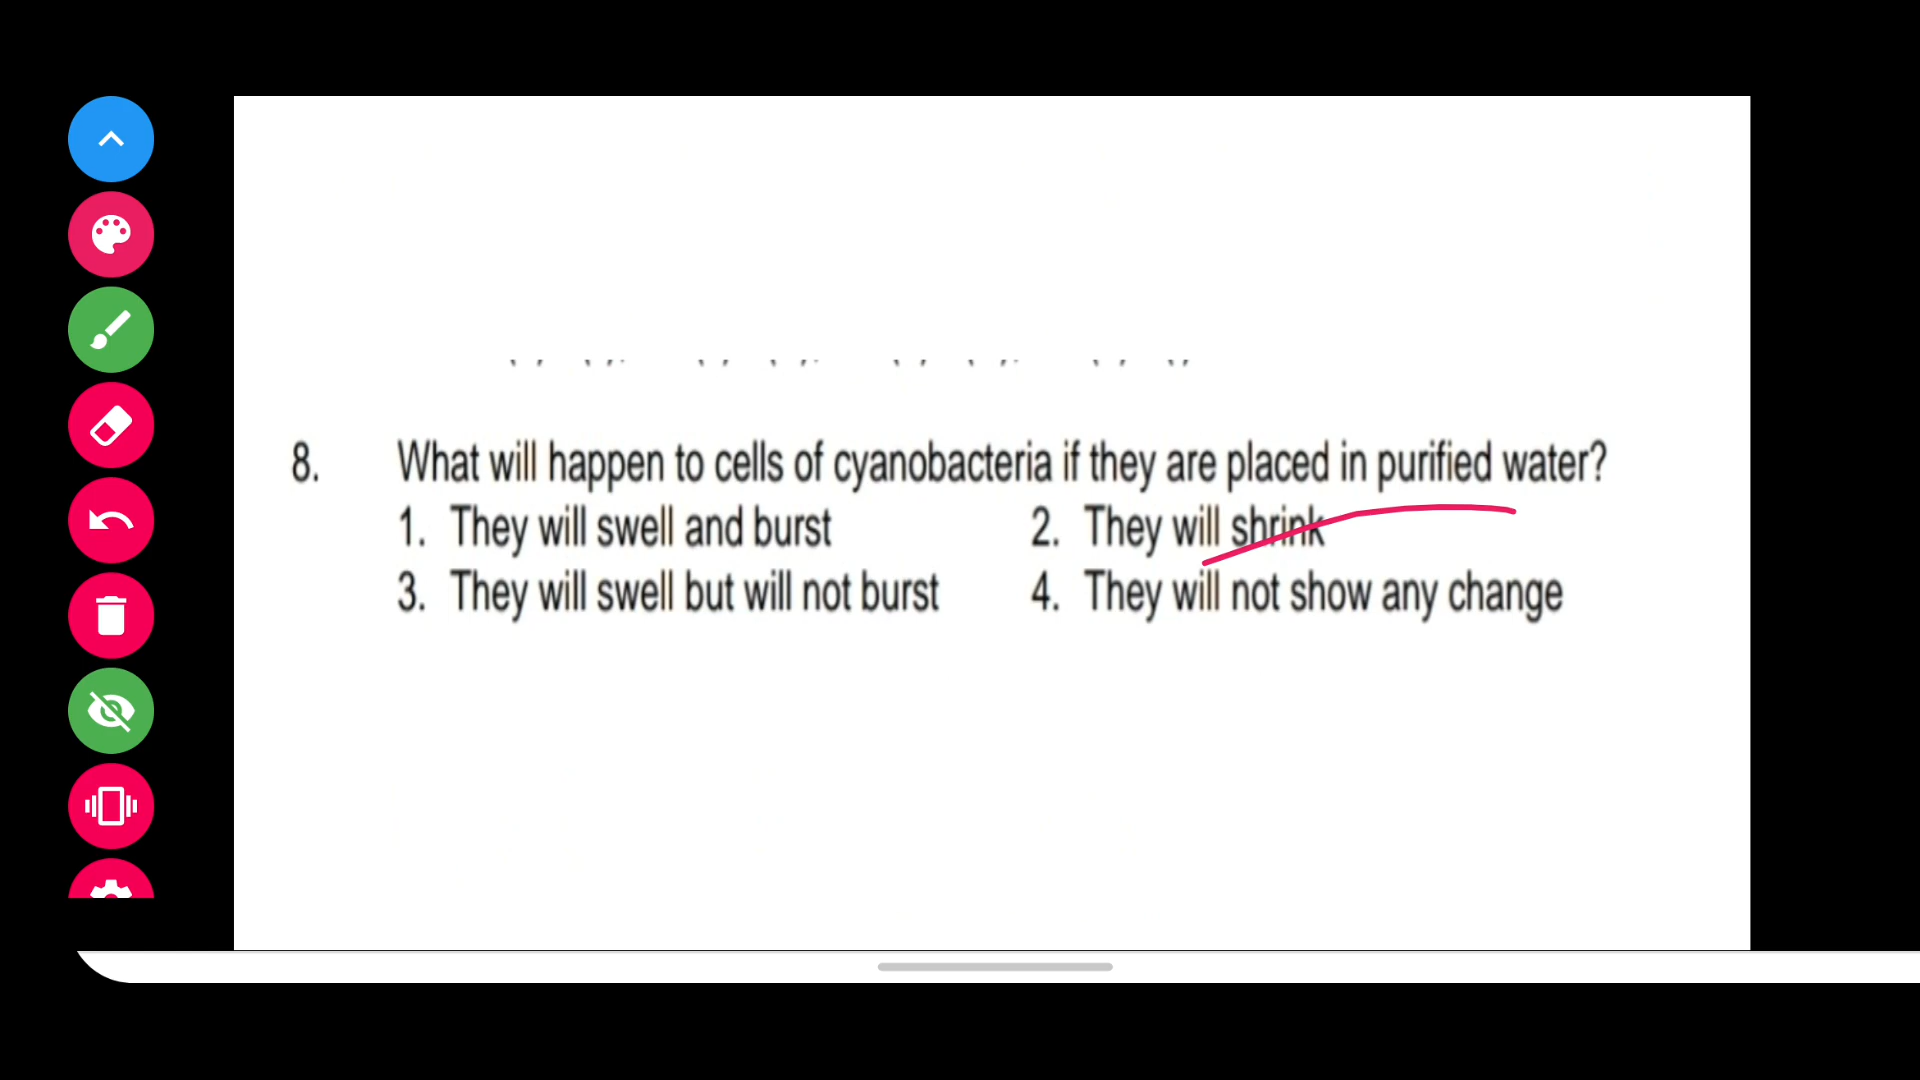 8. What will happen to cells of cyanobacteria if they are placed in purified water?
1. They will swell and burst 2. They will shrink
3. They will swell but will not burst 4. They will not show any change